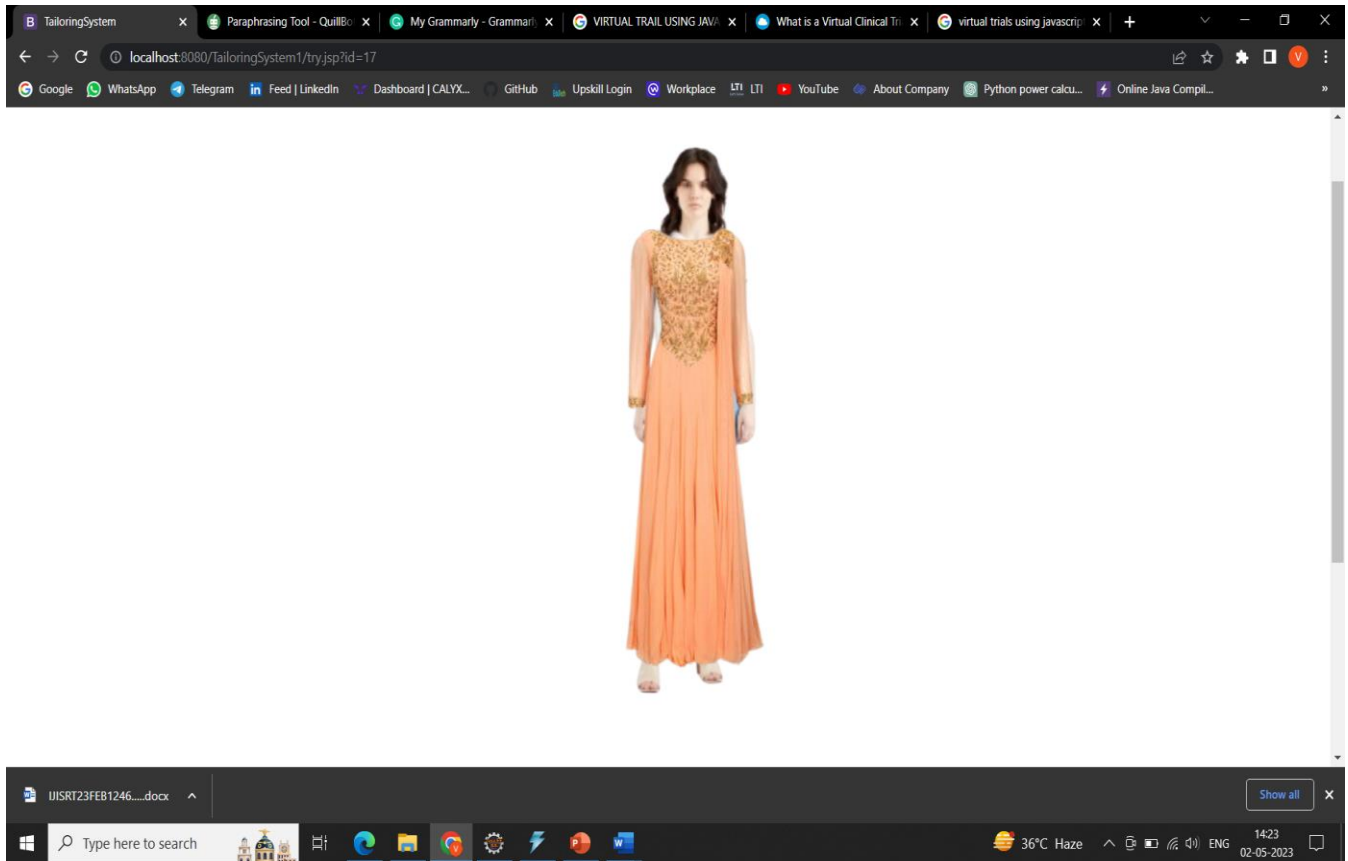 B TailoringSystem
Paraphrasing Tool - QuillBo
My Grammarly - Grammarly
VIRTUAL TRAIL USING JAVA
What is a Virtual Clinical Tri
virtual trials using javascrip
localhost:8080/TailoringSystem1/try.jsp?id=17
V
Google
WhatsApp
Telegram
Feed | LinkedIn
Dashboard | CALYX...
GitHub
Upskill Login
Workplace
LTI LTI
YouTube
About Company
Python power calcu...
Online Java Compil...
»
IJISRT23FEB1246.....docx
Show all
Type here to search
36°C Haze
ENG
14:23
02-05-2023